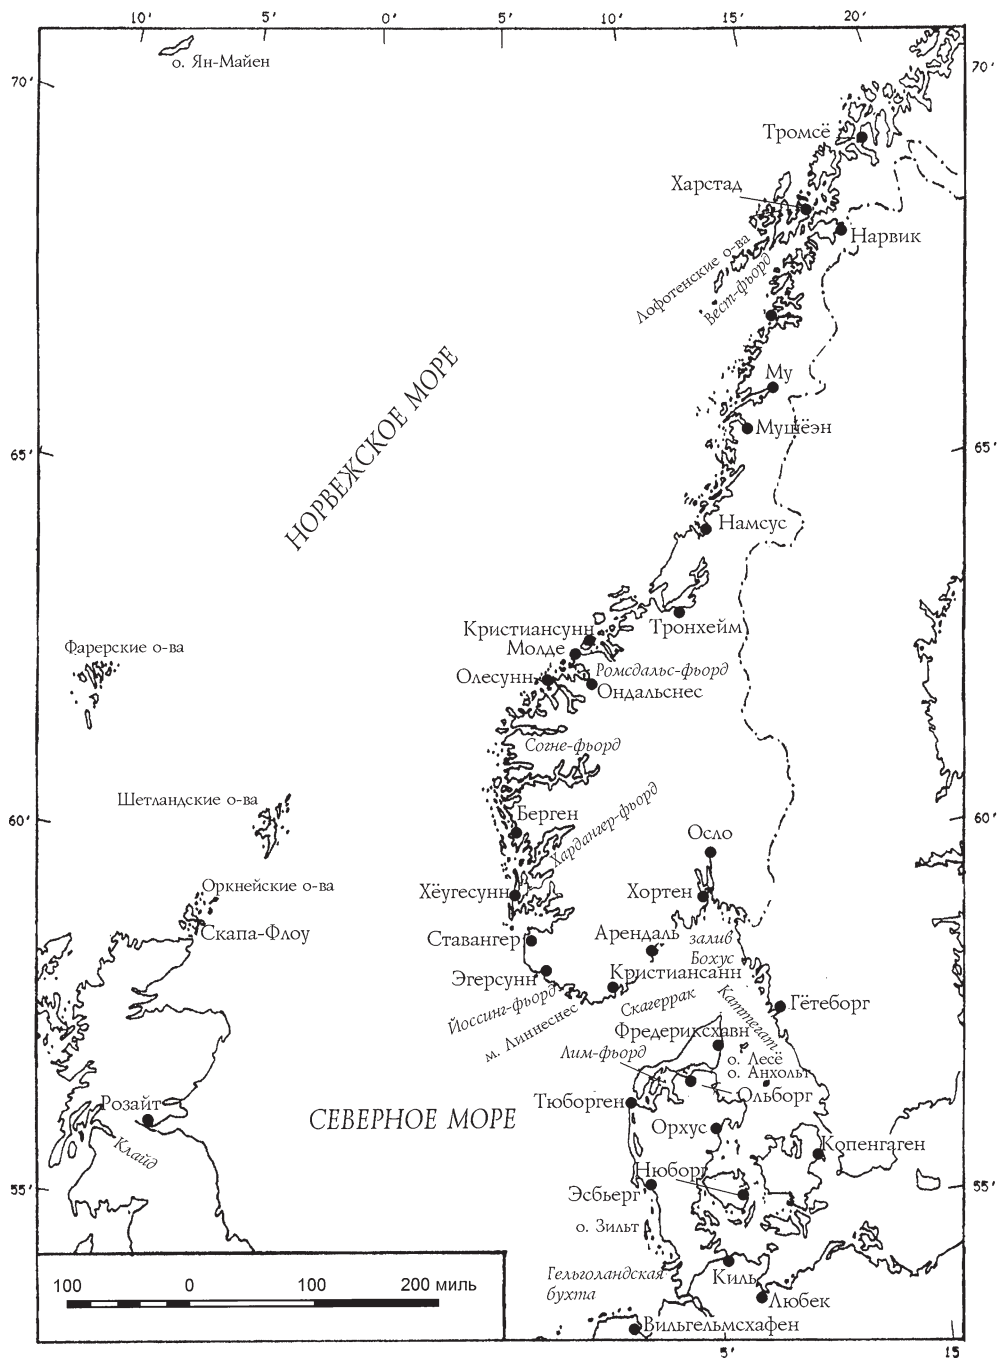 10′ 5′ 0′ 5′ 10′ 15′ 20′
о. Ян-Майен
70′ 70′
Тромсё
Харстад
Нарвик
Лофотенские о-ва
Вест-фьорд
НОРВЕЖСКОЕ МОРЕ
Му
Мушёэн
65′ 65′
Намсус
Кристиансунн
Тронхейм
Молде
Фарерские о-ва
Ромсдальс-фьорд
Олесунн
Ондальснес
Согне-фьорд
Шетландские о-ва
Берген
60′ 60′
Хардангер-фьорд
Осло
Оркнейские о-ва
Хёугесунн
Хортен
Скапа-Флоу
Ставангер
Арендаль
залив
Бохус
Эгерсунн
Кристиансанн
Йоссинг-фьорд
Скагеррак
Каттегат
Гётеборг
м. Линнеснес
Фредериксхавн
Лим-фьорд
о. Лесё
о. Анхольт
Розайт
Тюборген
Ольборг
СЕВЕРНОЕ МОРЕ
Орхус
Копенгаген
Клайд
Нюборг
55′ 55′
Эсбьерг
о. Зильт
Гельголандская
бухта
Киль
100 0 100 200 миль
Любек
Вильгельмсхафен
5′ 15